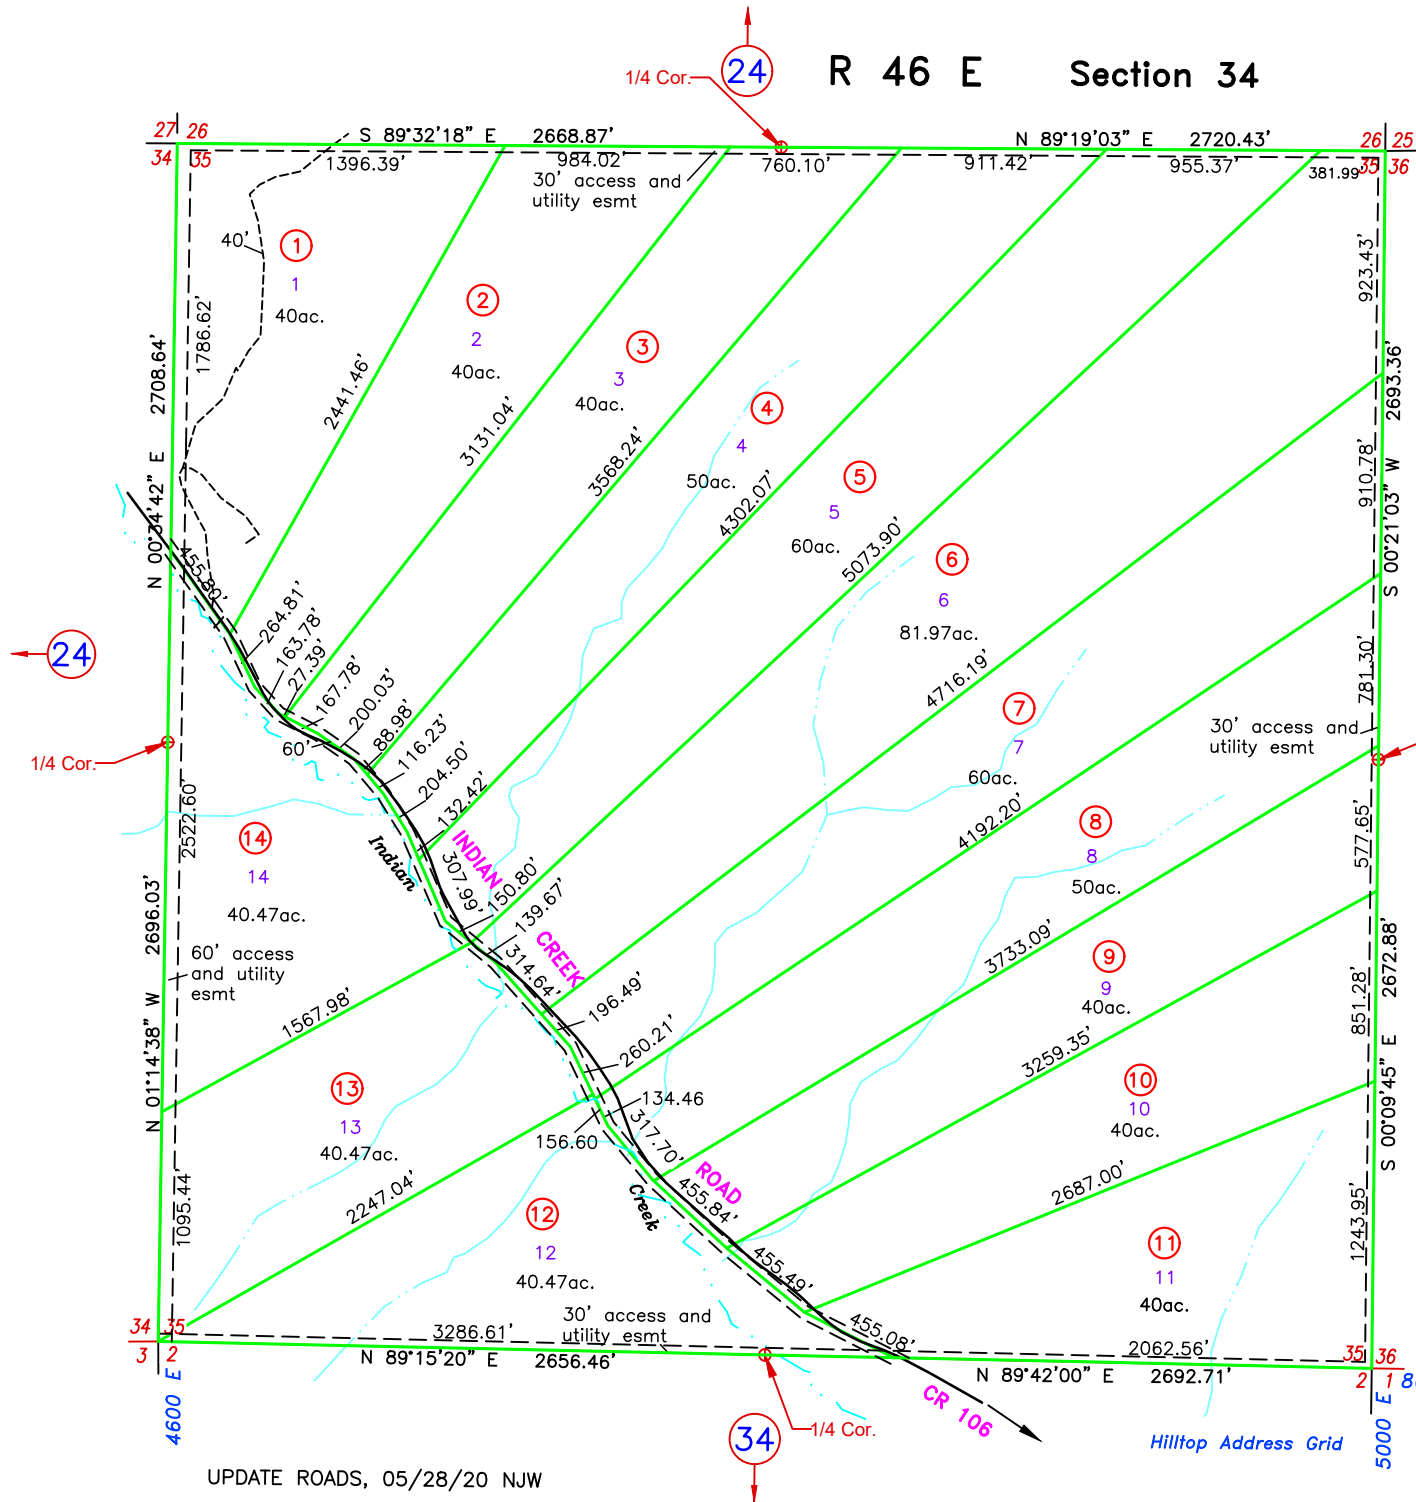 24
R 46 E Section 34
1/4 Cor.
27 26
34 35
S 89°32'18" E 2668.87'
N 89°19'03" E 2720.43'
26 25
35 36
1396.39'
984.02'
760.10'
911.42'
955.37'
381.99'
30' access and
utility esmt
40'
1
1
40ac.
2
2
40ac.
3
3
40ac.
4
4
50ac.
5
5
60ac.
6
6
81.97ac.
7
7
60ac.
8
8
50ac.
9
9
40ac.
10
10
40ac.
11
11
40ac.
12
12
40.47ac.
13
13
40.47ac.
14
14
40.47ac.
N 00°34'42" E 2708.64'
1786.62'
2441.46'
3131.04'
3568.24'
4302.07'
5073.90'
4716.19'
4192.20'
3733.09'
3259.35'
2687.00'
923.43'
910.78'
781.30'
577.65'
851.28'
1243.95'
S 00°21'03" W 2693.36'
S 00°09'45" E 2672.88'
30' access and
utility esmt
24
1/4 Cor.
455.80'
264.81'
163.78'
27.39'
167.78'
200.03'
60'
88.98'
116.23'
204.50'
132.42'
307.99'
150.80'
139.67'
314.64'
196.49'
260.21'
134.46
156.60
317.70'
455.84'
455.49'
455.08'
INDIAN
CREEK
ROAD
Indian
Creek
2522.60'
N 01°14'38" W 2696.03'
60' access
and utility
esmt
1567.98'
2247.04'
1095.44'
34 35
3 2
3286.61'
30' access and
utility esmt
N 89°15'20" E 2656.46'
2062.56'
N 89°42'00" E 2692.71'
35 36
2 1
4600 E
5000 E
CR 106
1/4 Cor.
34
Hilltop Address Grid
UPDATE ROADS, 05/28/20 NJW